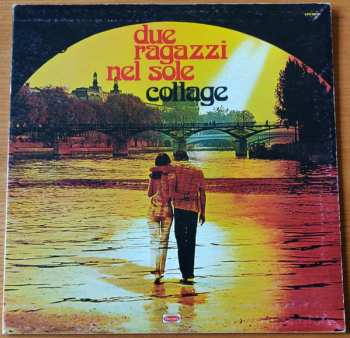 due
ragazzi
nel sole
collage